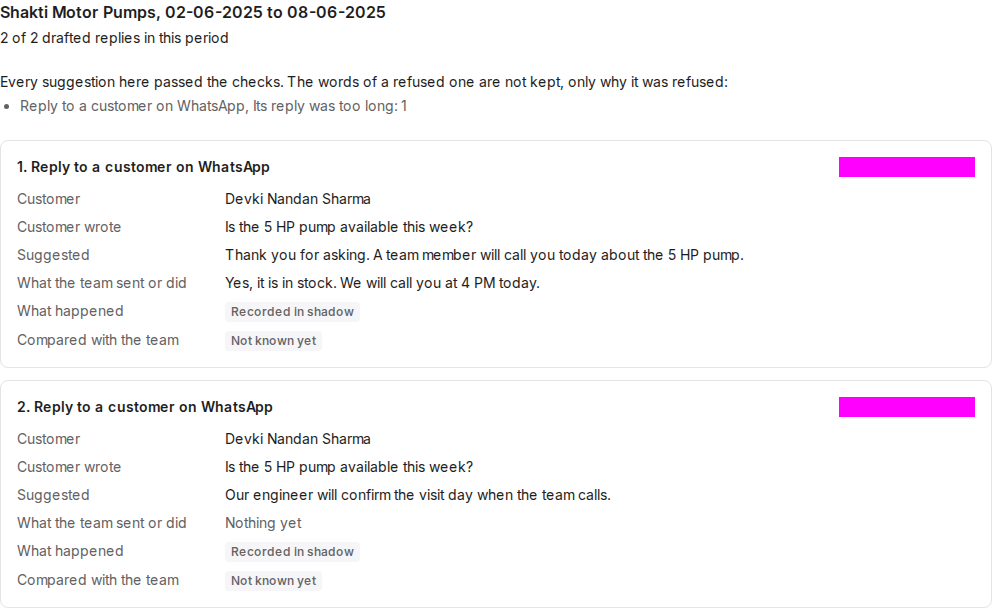 Shakti Motor Pumps, 02-06-2025 to 08-06-2025
2 of 2 drafted replies in this period
Every suggestion here passed the checks. The words of a refused one are not kept, only why it was refused:
Reply to a customer on WhatsApp, Its reply was too long: 1
1. Reply to a customer on WhatsApp
Customer Devki Nandan Sharma
Customer wrote Is the 5 HP pump available this week?
Suggested Thank you for asking. A team member will call you today about the 5 HP pump.
What the team sent or did Yes, it is in stock. We will call you at 4 PM today.
What happened Recorded in shadow
Compared with the team Not known yet
2. Reply to a customer on WhatsApp
Customer Devki Nandan Sharma
Customer wrote Is the 5 HP pump available this week?
Suggested Our engineer will confirm the visit day when the team calls.
What the team sent or did Nothing yet
What happened Recorded in shadow
Compared with the team Not known yet